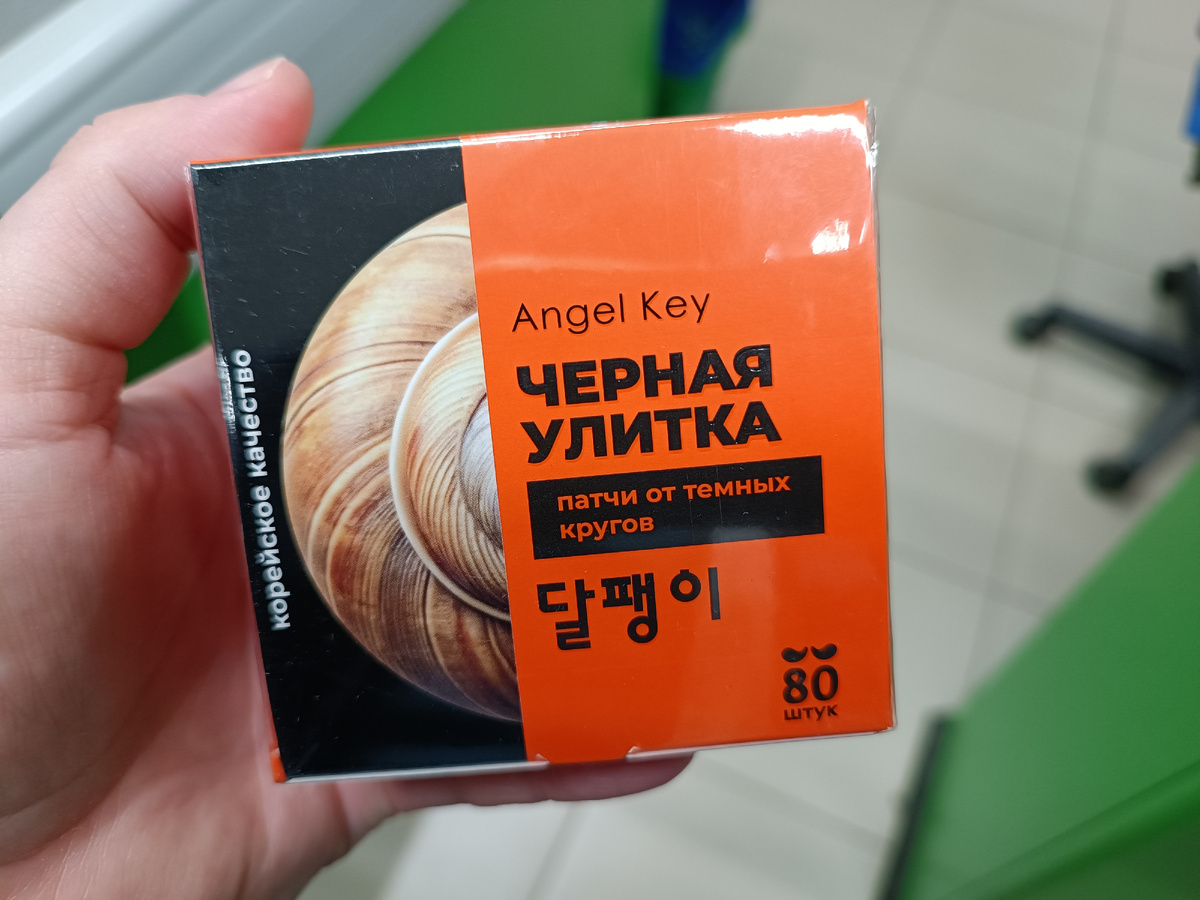 корейское качество
Angel Key
ЧЕРНАЯ
УЛИТКА
патчи от темных
кругов
달팽이
80
штук